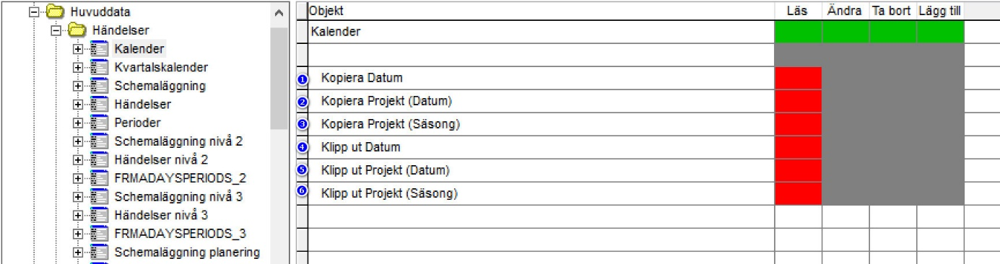 Huvuddata
Händelser
Kalender
Kvartalskalender
Schemaläggning
Händelser
Perioder
Schemaläggning nivå 2
Händelser nivå 2
FRMADAYSPERIODS_2
Schemaläggning nivå 3
Händelser nivå 3
FRMADAYSPERIODS_3
Schemaläggning planering
Objekt Läs Ändra Ta bort Lägg till
Kalender
1 Kopiera Datum
2 Kopiera Projekt (Datum)
3 Kopiera Projekt (Säsong)
4 Klipp ut Datum
5 Klipp ut Projekt (Datum)
6 Klipp ut Projekt (Säsong)